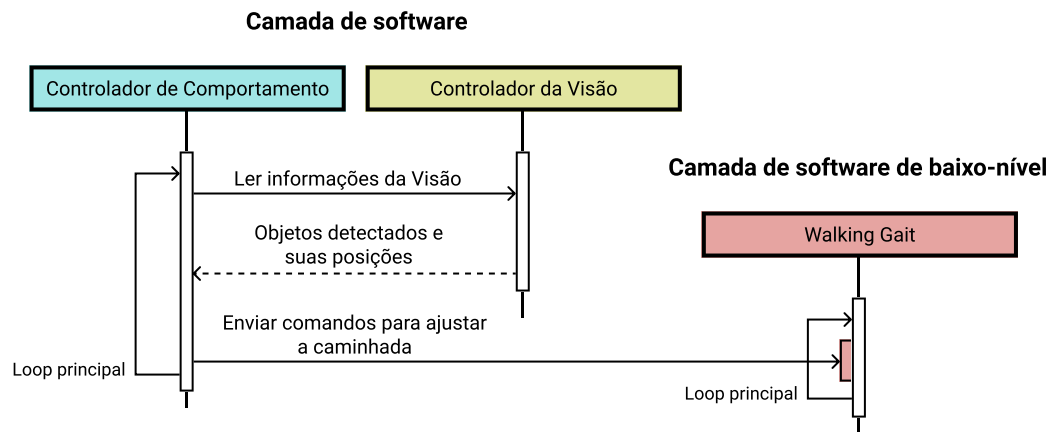 Camada de software
Controlador de Comportamento
Controlador da Visão
Camada de software de baixo-nível
Ler informações da Visão
Walking Gait
Objetos detectados e
suas posições
Enviar comandos para ajustar
a caminhada
Loop principal
Loop principal